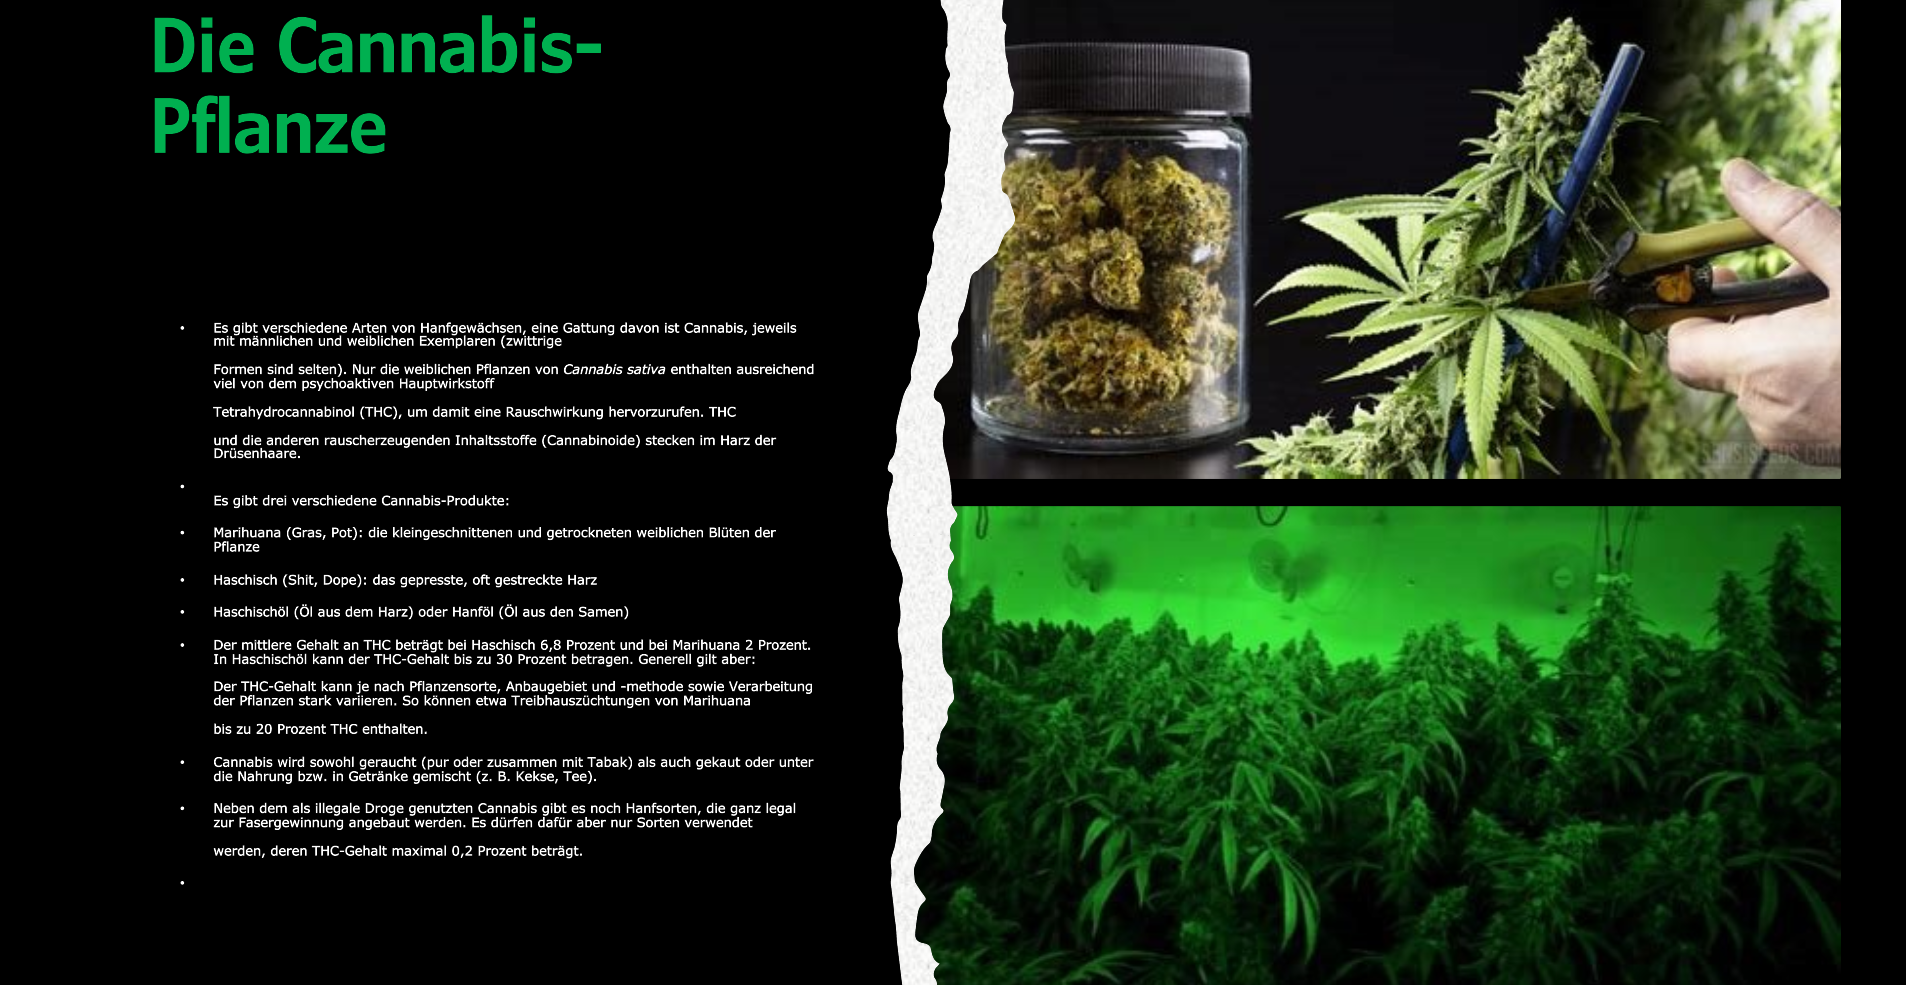 Die Cannabis-
Pflanze
• Es gibt verschiedene Arten von Hanfgewächsen, eine Gattung davon ist Cannabis, jeweils
mit männlichen und weiblichen Exemplaren (zwittrige
Formen sind selten). Nur die weiblichen Pflanzen von Cannabis sativa enthalten ausreichend
viel von dem psychoaktiven Hauptwirkstoff
Tetrahydrocannabinol (THC), um damit eine Rauschwirkung hervorzurufen. THC
und die anderen rauscherzeugenden Inhaltsstoffe (Cannabinoide) stecken im Harz der
Drüsenhaare.
•
Es gibt drei verschiedene Cannabis-Produkte:
• Marihuana (Gras, Pot): die kleingeschnittenen und getrockneten weiblichen Blüten der
Pflanze
• Haschisch (Shit, Dope): das gepresste, oft gestreckte Harz
• Haschischöl (Öl aus dem Harz) oder Hanföl (Öl aus den Samen)
• Der mittlere Gehalt an THC beträgt bei Haschisch 6,8 Prozent und bei Marihuana 2 Prozent.
In Haschischöl kann der THC-Gehalt bis zu 30 Prozent betragen. Generell gilt aber:
Der THC-Gehalt kann je nach Pflanzensorte, Anbaugebiet und -methode sowie Verarbeitung
der Pflanzen stark variieren. So können etwa Treibhauszüchtungen von Marihuana
bis zu 20 Prozent THC enthalten.
• Cannabis wird sowohl geraucht (pur oder zusammen mit Tabak) als auch gekaut oder unter
die Nahrung bzw. in Getränke gemischt (z. B. Kekse, Tee).
• Neben dem als illegale Droge genutzten Cannabis gibt es noch Hanfsorten, die ganz legal
zur Fasergewinnung angebaut werden. Es dürfen dafür aber nur Sorten verwendet
werden, deren THC-Gehalt maximal 0,2 Prozent beträgt.
•
SENSISEEDS.COM